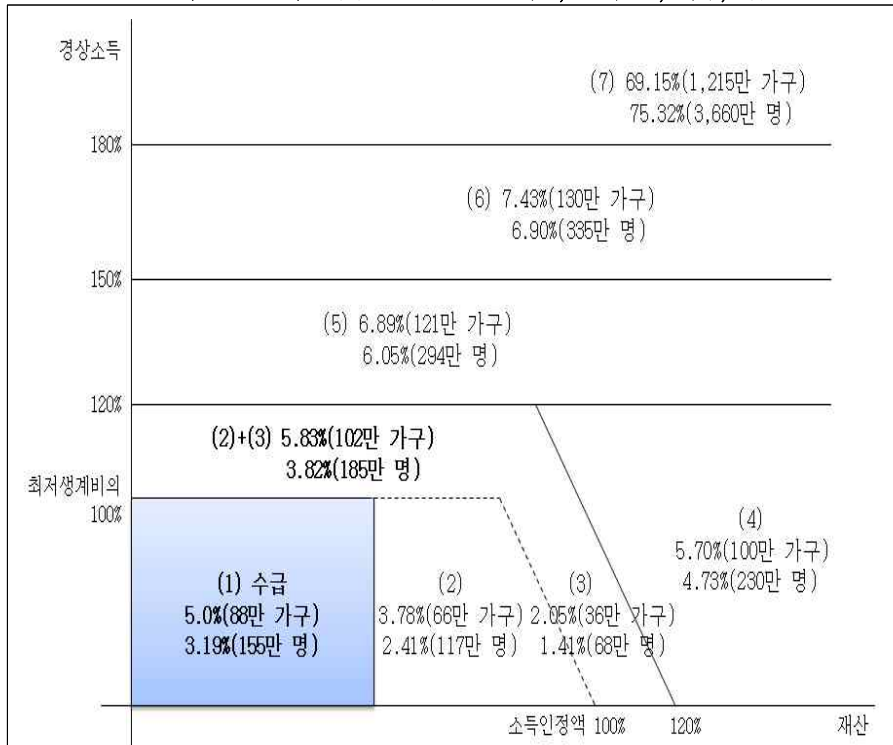 경상소득
(7) 69.15%(1,215만 가구)
75.32%(3,660만 명)
180%
(6) 7.43%(130만 가구)
6.90%(335만 명)
150%
(5) 6.89%(121만 가구)
6.05%(294만 명)
120%
(2)+(3) 5.83%(102만 가구)
3.82%(185만 명)
최저생계비의
100%
(1) 수급
5.0%(88만 가구)
3.19%(155만 명)
(2)
3.78%(66만 가구)
2.41%(117만 명)
(3)
2.05%(36만 가구)
1.41%(68만 명)
(4)
5.70%(100만 가구)
4.73%(230만 명)
소득인정액 100% 120% 재산